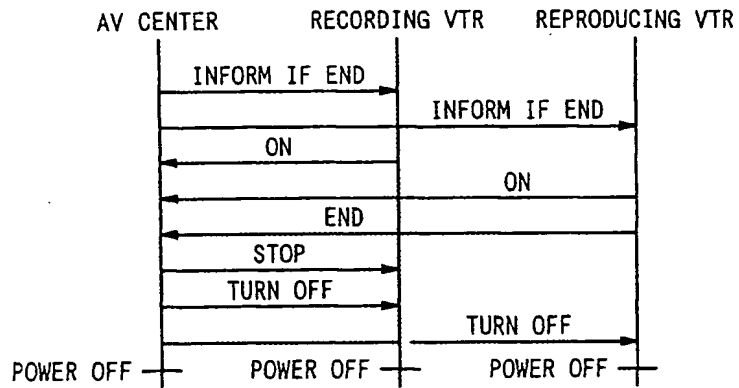 AV CENTER RECORDING VTR REPRODUCING VTR
INFORM IF END
INFORM IF END
ON
ON
END
STOP
TURN OFF
TURN OFF
POWER OFF POWER OFF POWER OFF